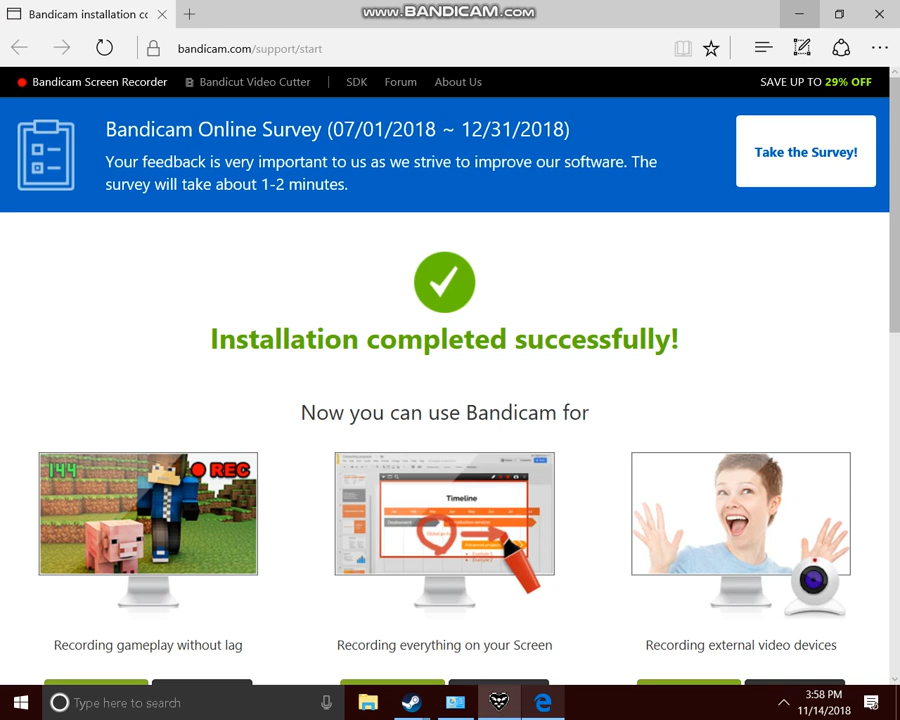 www.BANDICAM.com
Bandicam installation cc
bandicam.com/support/start
Bandicam Screen Recorder
Bandicut Video Cutter
SDK
Forum
About Us
SAVE UP TO 29% OFF
Bandicam Online Survey (07/01/2018 ~ 12/31/2018)
Your feedback is very important to us as we strive to improve our software. The
survey will take about 1-2 minutes.
Take the Survey!
Installation completed successfully!
Now you can use Bandicam for
144
REC
Timeline
Recording gameplay without lag
Recording everything on your Screen
Recording external video devices
Type here to search
3:58 PM
11/14/2018